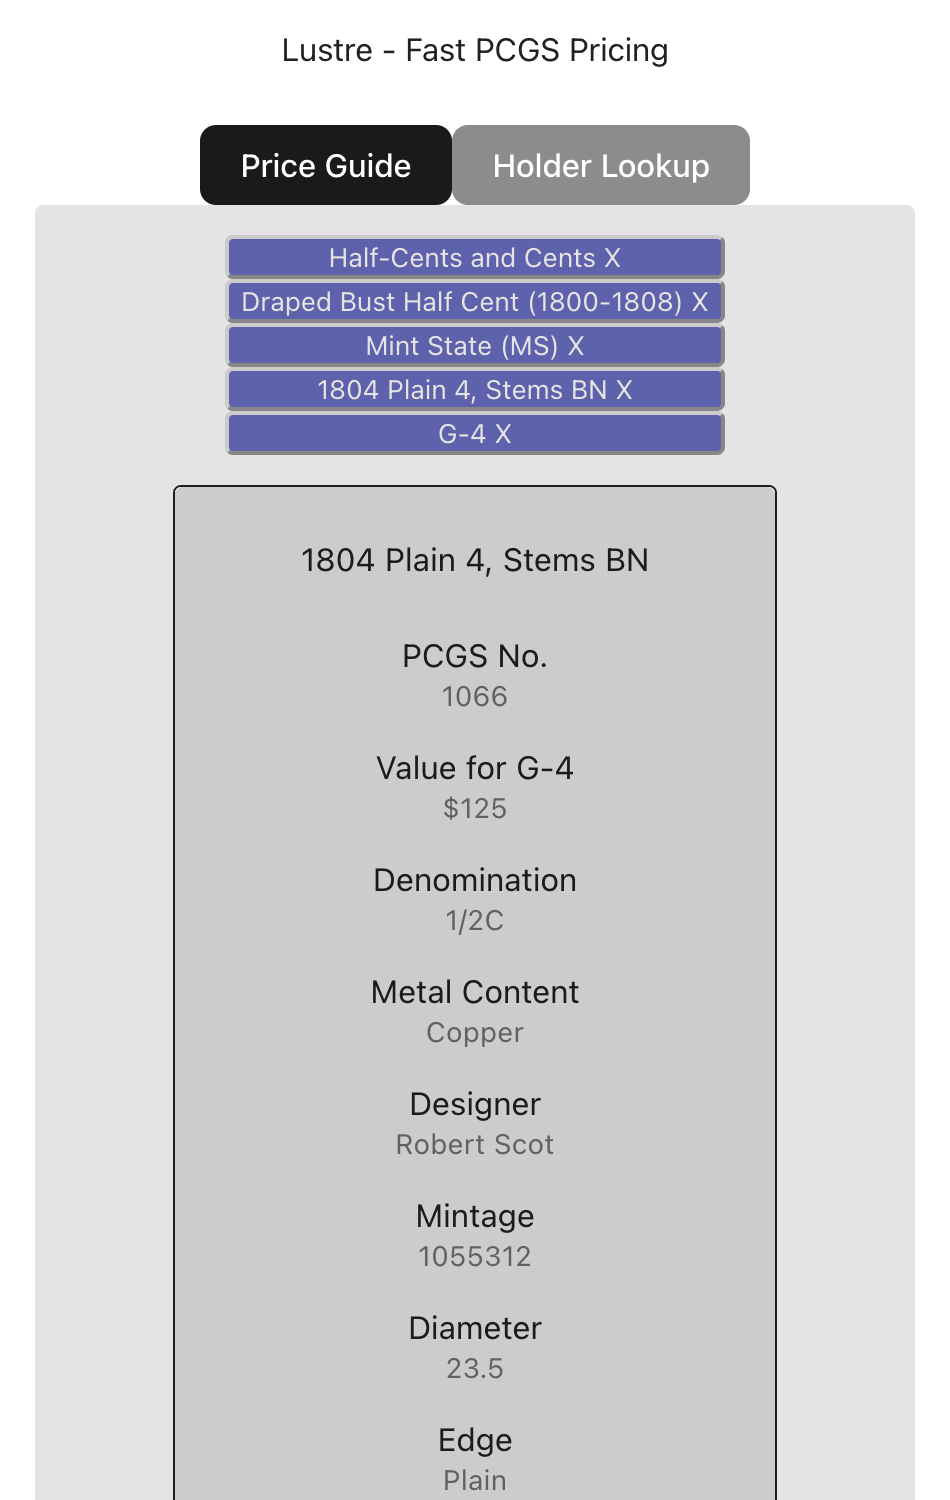 Lustre - Fast PCGS Pricing
Price Guide
Holder Lookup
Half-Cents and Cents X
Draped Bust Half Cent (1800-1808) X
Mint State (MS) X
1804 Plain 4, Stems BN X
G-4 X
1804 Plain 4, Stems BN
PCGS No.
1066
Value for G-4
$125
Denomination
1/2C
Metal Content
Copper
Designer
Robert Scot
Mintage
1055312
Diameter
23.5
Edge
Plain